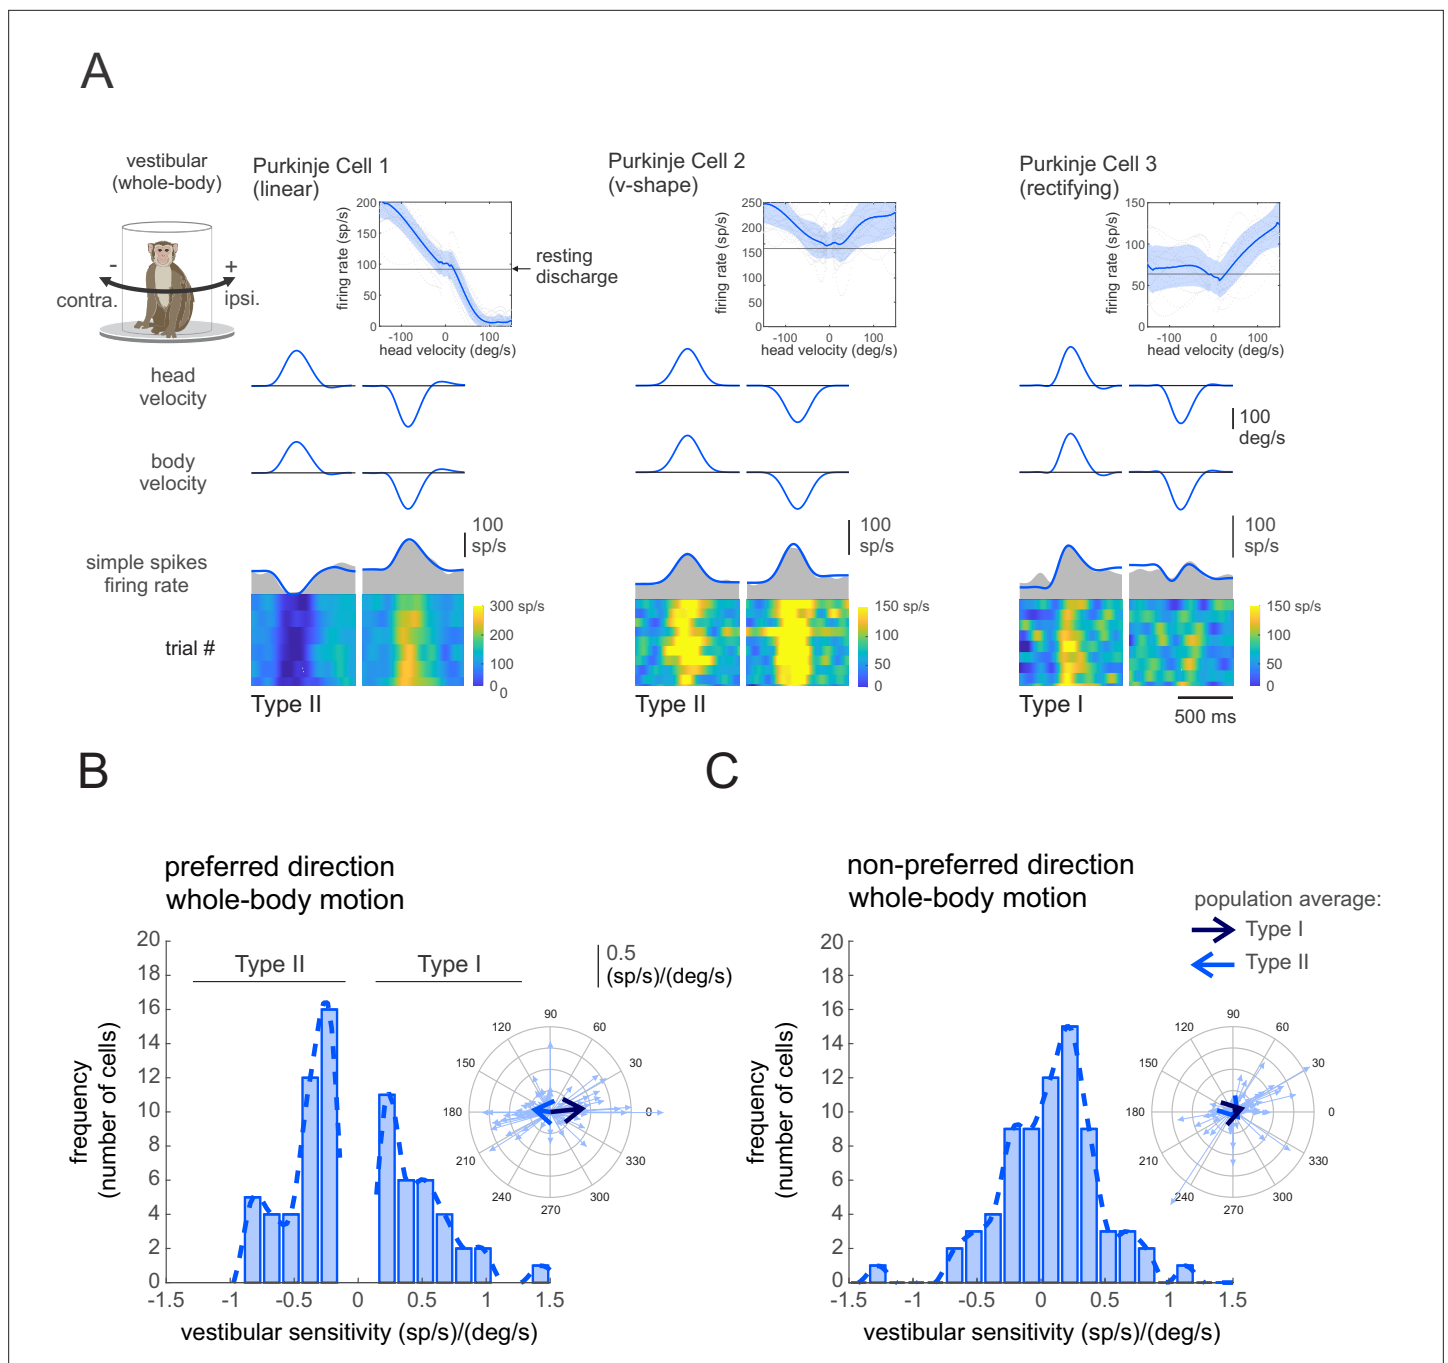 A
vestibular
(whole-body)
-
+
contra.
ipsi.
Purkinje Cell 1
(linear)
firing rate (sp/s)
200
150
100
50
0
-100
0
100
head velocity (deg/s)
resting
discharge
Purkinje Cell 2
(v-shape)
firing rate (sp/s)
250
200
150
100
50
0
-100
0
100
head velocity (deg/s)
Purkinje Cell 3
(rectifying)
firing rate (sp/s)
150
100
50
0
-100
0
100
head velocity (deg/s)
head
velocity
100
deg/s
body
velocity
simple spikes
firing rate
100
sp/s
100
sp/s
100
sp/s
trial #
300 sp/s
200
100
0
0
150 sp/s
100
50
0
150 sp/s
100
50
0
Type II
Type II
Type I
500 ms
B
preferred direction
whole-body motion
Type II
Type I
0.5
(sp/s)/(deg/s)
frequency
(number of cells)
20
18
16
14
12
10
8
6
4
2
0
-1.5
-1
-0.5
0
0.5
1
1.5
vestibular sensitivity (sp/s)/(deg/s)
90
60
30
0
330
300
270
240
210
180
150
120
C
non-preferred direction
whole-body motion
population average:
Type I
Type II
frequency
(number of cells)
20
18
16
14
12
10
8
6
4
2
0
-1.5
-1
-0.5
0
0.5
1
1.5
vestibular sensitivity (sp/s)/(deg/s)
90
60
30
0
330
300
270
240
210
180
150
120